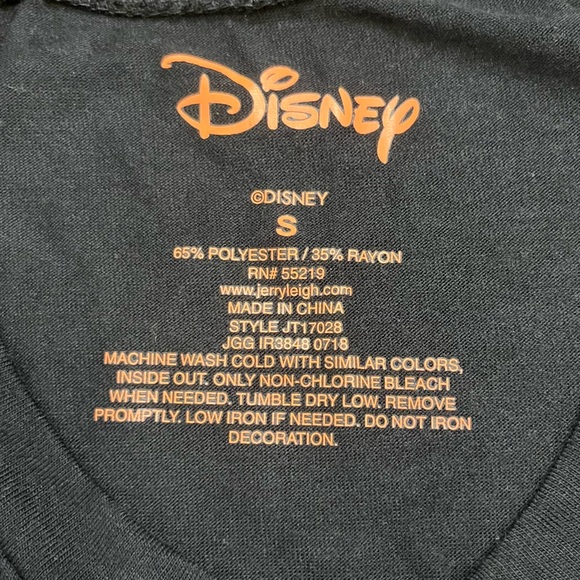 Disney
©DISNEY
S
65% POLYESTER / 35% RAYON
RN# 55219
www.jerryleigh.com
MADE IN CHINA
STYLE JT17028
JGG IR3848 0718
MACHINE WASH COLD WITH SIMILAR COLORS,
INSIDE OUT. ONLY NON-CHLORINE BLEACH
WHEN NEEDED. TUMBLE DRY LOW. REMOVE
PROMPTLY. LOW IRON IF NEEDED. DO NOT IRON
DECORATION.